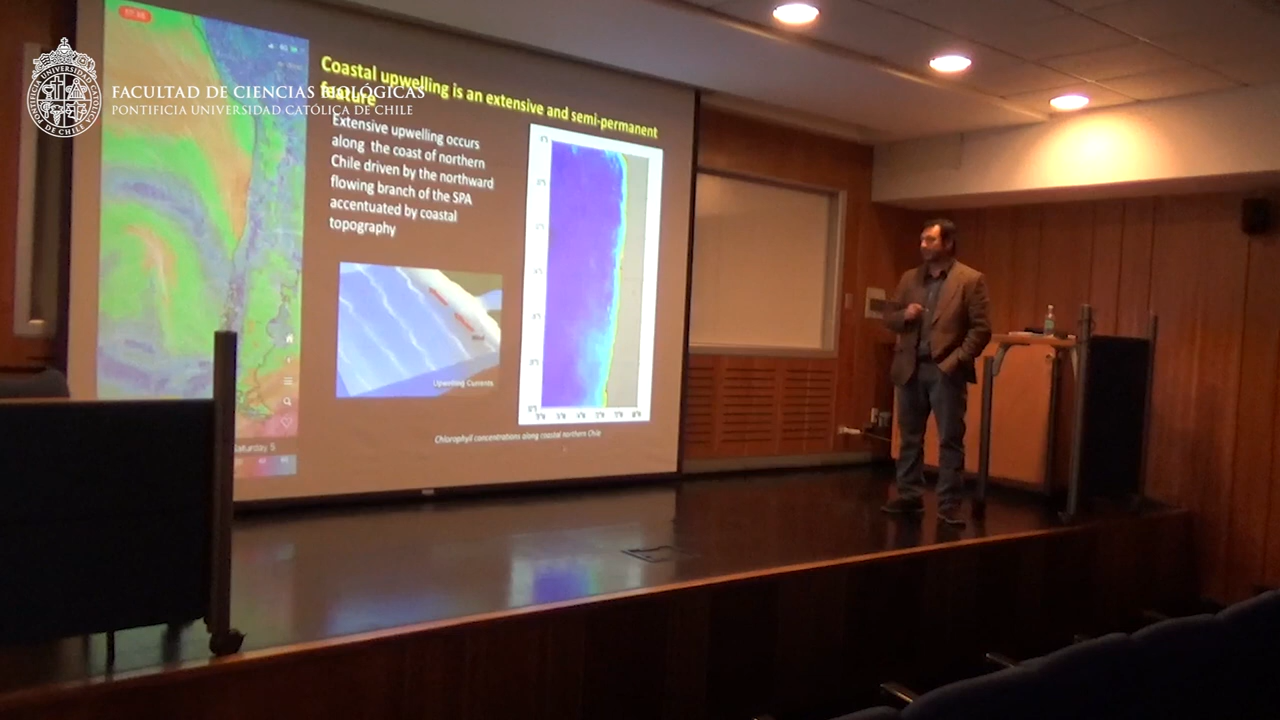 FACULTAD DE CIENCIAS BIOLÓGICAS
PONTIFICIA UNIVERSIDAD CATÓLICA DE CHILE
Coastal upwelling is an extensive and semi-permanent
feature
Extensive upwelling occurs
along the coast of northern
Chile driven by the northward
flowing branch of the SPA
accentuated by coastal
topography
Upwelling Currents
Chlorophyll concentrations along coastal northern Chile
Saturday 5